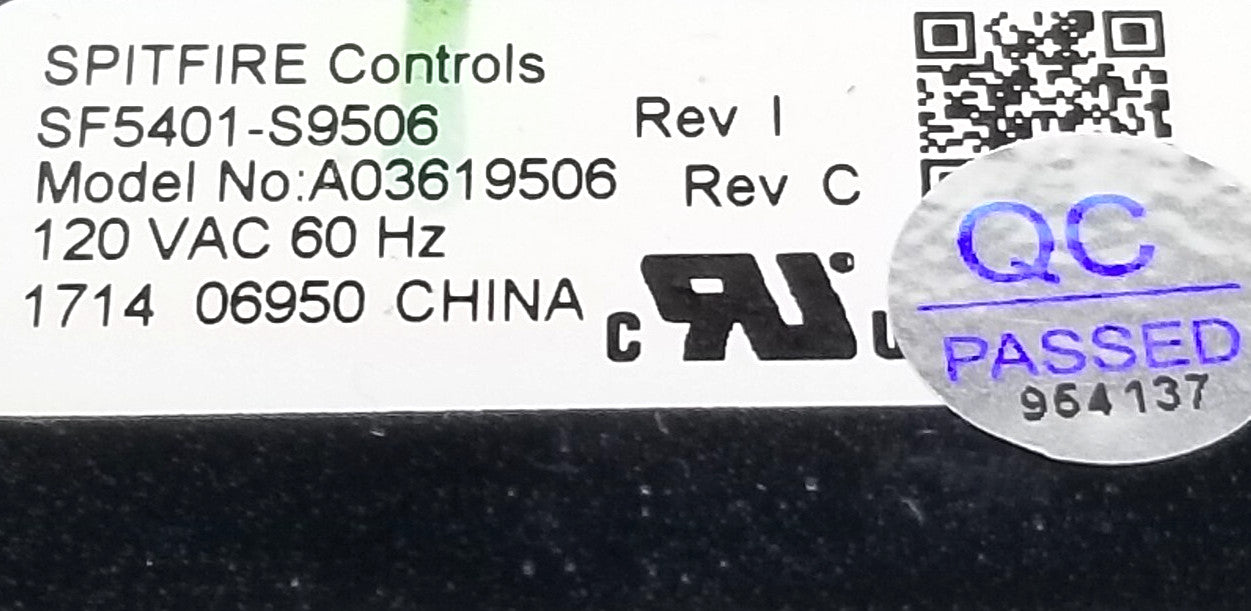 SPITFIRE Controls
SF5401-S9506 Rev I
Model No:A03619506 Rev C
120 VAC 60 Hz
1714 06950 CHINA
c RU
QC
PASSED
964137